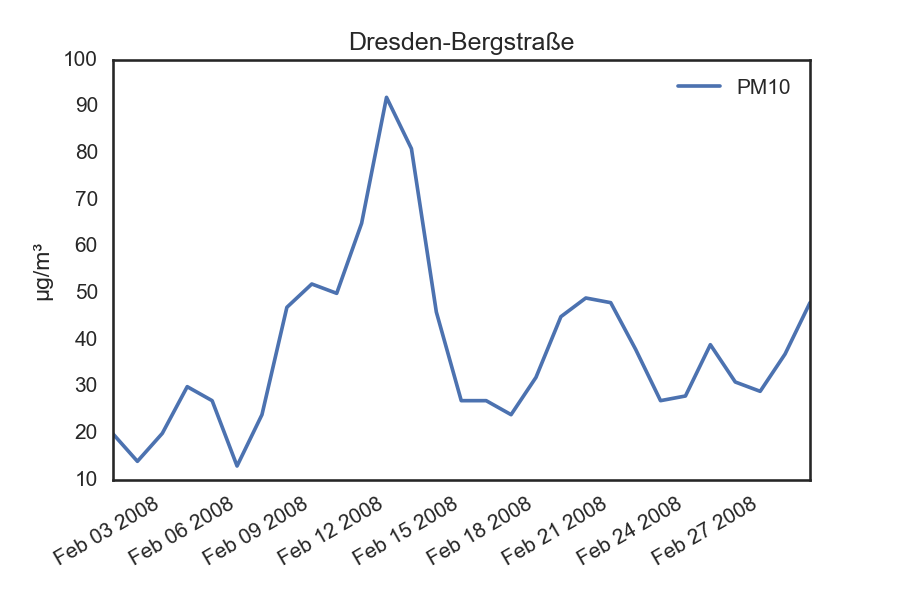 Dresden-Bergstraße
PM10
100
90
80
70
60
50
40
30
20
10
µg/m³
Feb 03 2008
Feb 06 2008
Feb 09 2008
Feb 12 2008
Feb 15 2008
Feb 18 2008
Feb 21 2008
Feb 24 2008
Feb 27 2008